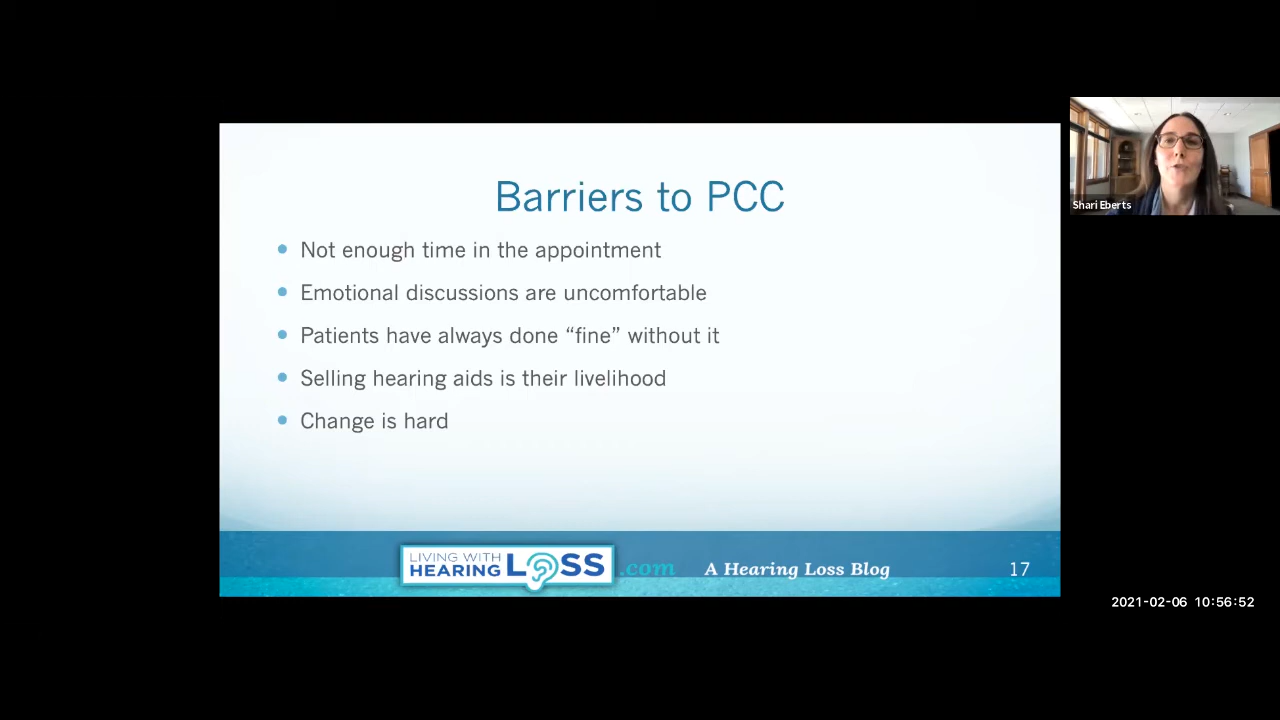 Barriers to PCC
Shari Eberts
Not enough time in the appointment
Emotional discussions are uncomfortable
Patients have always done “fine” without it
Selling hearing aids is their livelihood
Change is hard
LIVING WITH
HEARING LOSS .com
A Hearing Loss Blog
17
2021-02-06 10:56:52